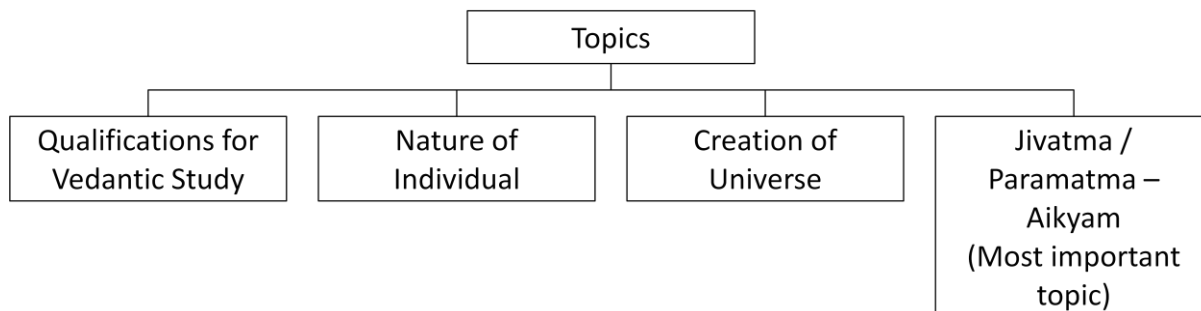 Topics
Qualifications for
Vedantic Study
Nature of
Individual
Creation of
Universe
Jivatma /
Paramatma –
Aikyam
(Most important
topic)